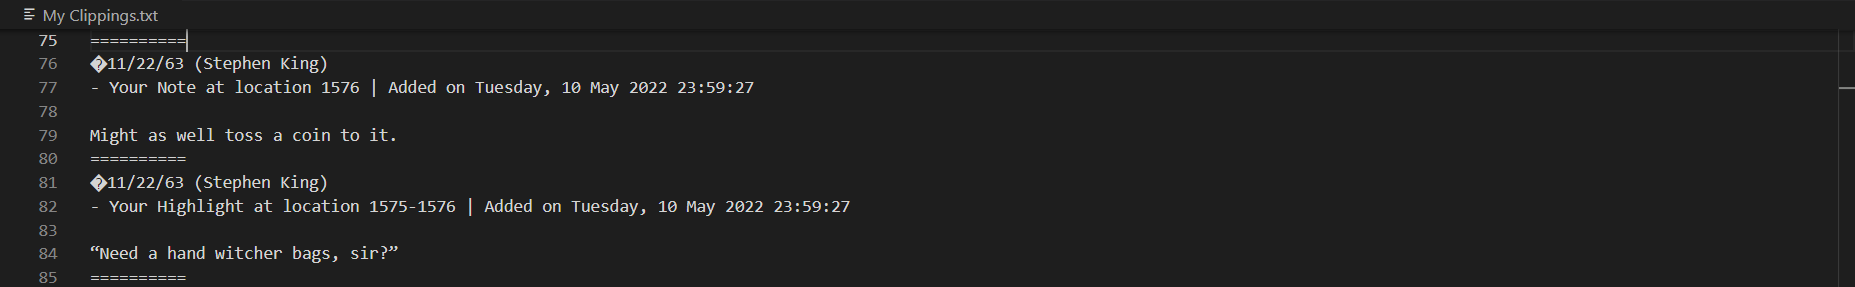 My Clippings.txt
75 ==========
76 �11/22/63 (Stephen King)
77 - Your Note at location 1576 | Added on Tuesday, 10 May 2022 23:59:27
78
79 Might as well toss a coin to it.
80 ==========
81 �11/22/63 (Stephen King)
82 - Your Highlight at location 1575-1576 | Added on Tuesday, 10 May 2022 23:59:27
83
84 “Need a hand witcher bags, sir?”
85 ==========